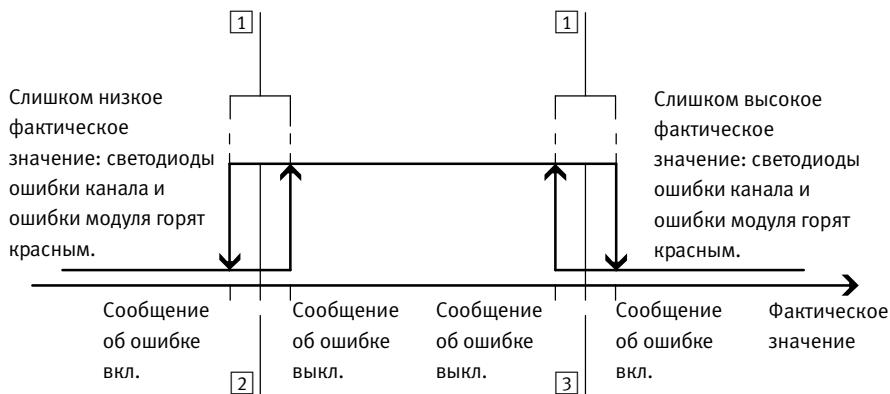 1
1
Слишком низкое
фактическое
значение: светодиоды
ошибки канала и
ошибки модуля горят
красным.
Слишком высокое
фактическое
значение: светодиоды
ошибки канала и
ошибки модуля горят
красным.
Сообщение
об ошибке
вкл.
Сообщение
об ошибке
выкл.
Сообщение
об ошибке
выкл.
Сообщение
об ошибке
вкл.
Фактическое
значение
2
3